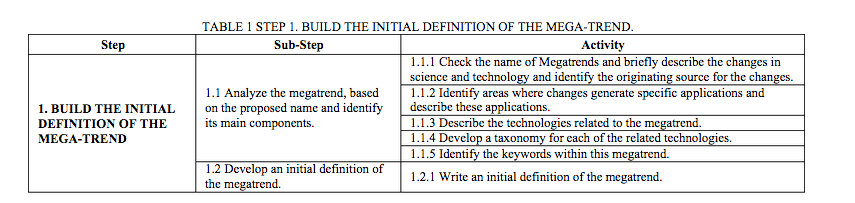 TABLE 1 STEP 1. BUILD THE INITIAL DEFINITION OF THE MEGA-TREND.
Step
Sub-Step
Activity
1. BUILD THE INITIAL
DEFINITION OF THE
MEGA-TREND
1.1 Analyze the megatrend, based
on the proposed name and identify
its main components.
1.1.1 Check the name of Megatrends and briefly describe the changes in
science and technology and identify the originating source for the changes.
1.1.2 Identify areas where changes generate specific applications and
describe these applications.
1.1.3 Describe the technologies related to the megatrend.
1.1.4 Develop a taxonomy for each of the related technologies.
1.1.5 Identify the keywords within this megatrend.
1.2 Develop an initial definition of
the megatrend.
1.2.1 Write an initial definition of the megatrend.